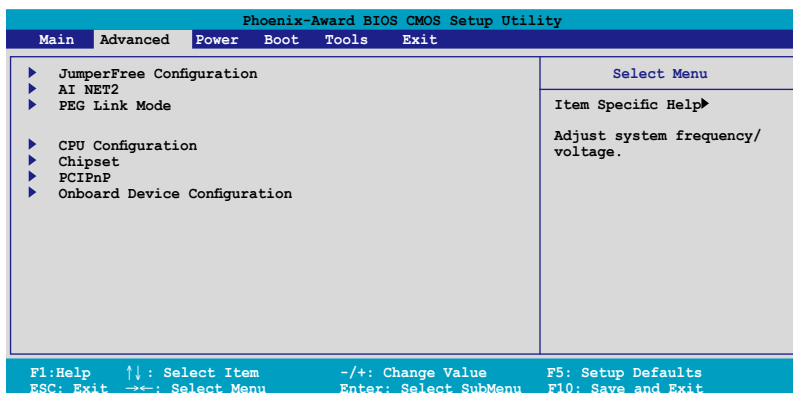 Phoenix-Award BIOS CMOS Setup Utility
Main Advanced Power Boot Tools Exit
JumperFree Configuration
AI NET2
PEG Link Mode
CPU Configuration
Chipset
PCIPnP
Onboard Device Configuration
Select Menu
Item Specific Help
Adjust system frequency/
voltage.
F1:Help ↑↓ : Select Item -/+: Change Value F5: Setup Defaults
ESC: Exit →←: Select Menu Enter: Select SubMenu F10: Save and Exit